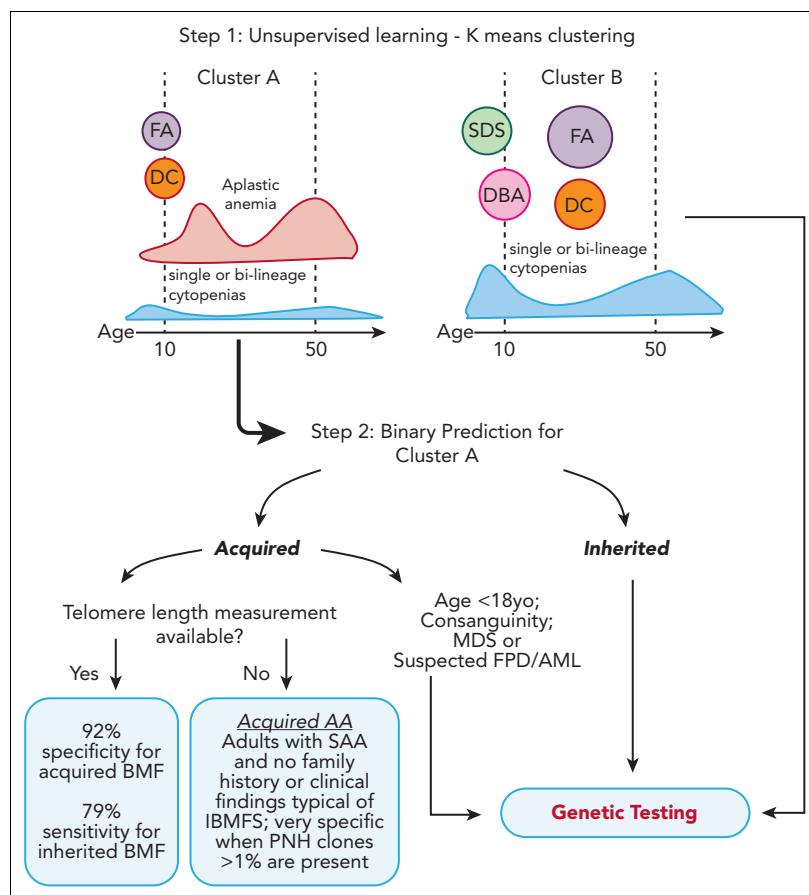 Step 1: Unsupervised learning - K means clustering
Cluster A
FA
DC
Aplastic
anemia
single or bi-lineage
cytopenias
Age
10
50
Cluster B
SDS
FA
DBA
DC
single or bi-lineage
cytopenias
Age
10
50
Step 2: Binary Prediction for
Cluster A
Acquired
Inherited
Telomere length measurement
available?
Age <18yo;
Consanguinity;
MDS or
Suspected FPD/AML
Yes
No
92%
specificity for
acquired BMF
79%
sensitivity for
inherited BMF
Acquired AA
Adults with SAA
and no family
history or clinical
findings typical of
IBMFS; very specific
when PNH clones
>1% are present
Genetic Testing